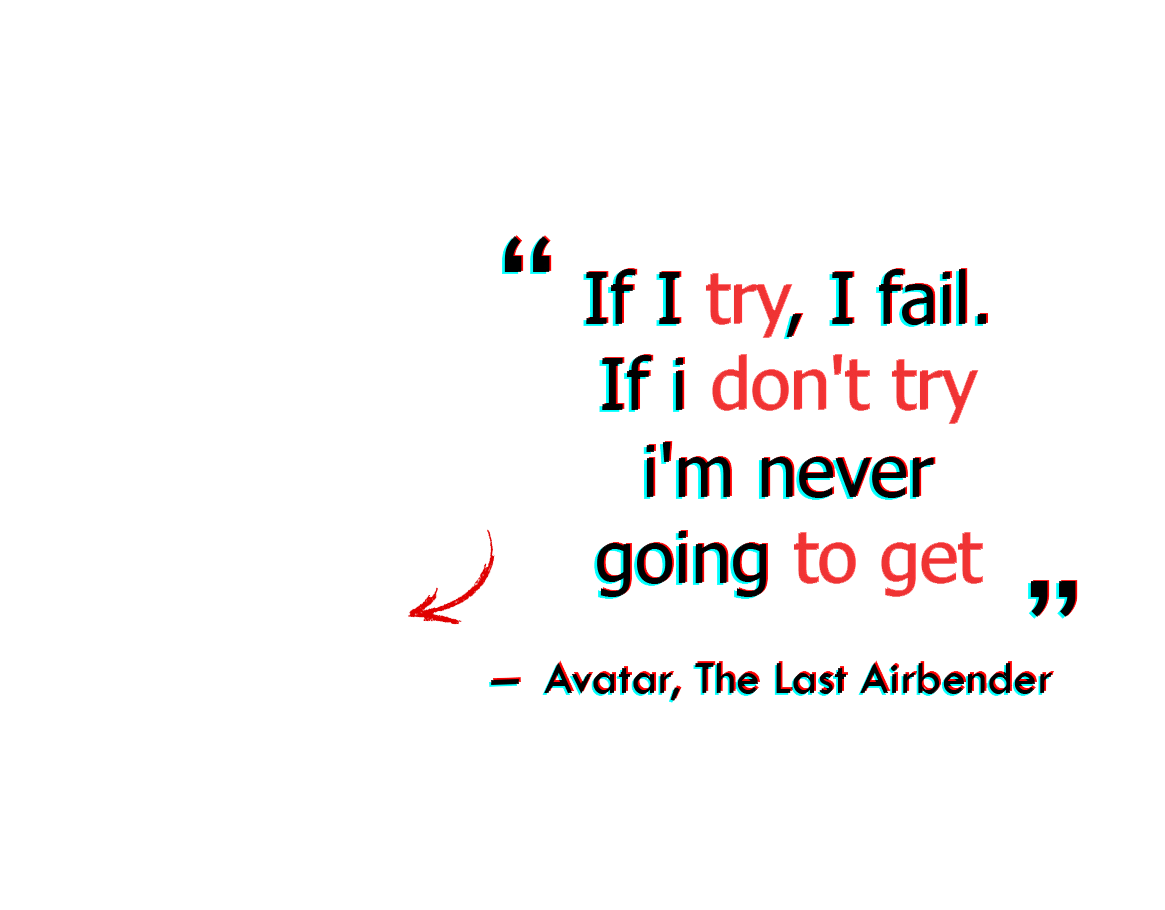 “ If I try, I fail.
If i don't try
i'm never
going to get ”
– Avatar, The Last Airbender